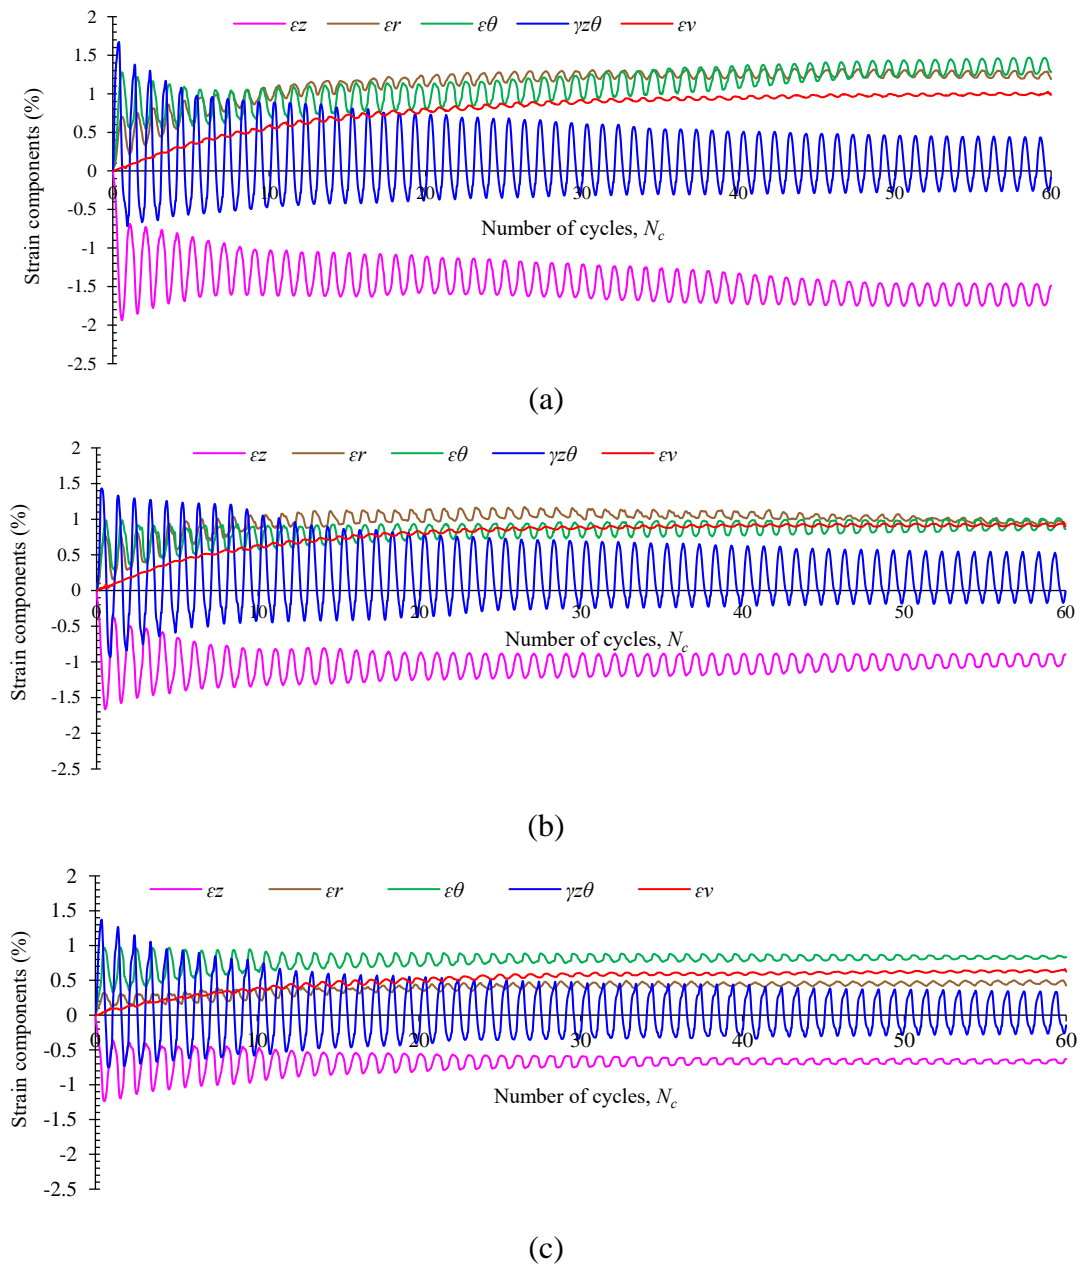 εz εr εθ γzθ εv
2
1.5
1
0.5
0
-0.5
-1
-1.5
-2
-2.5
Strain components (%)
0 10 20 30 40 50 60
Number of cycles, Nc
(a)
εz εr εθ γzθ εv
2
1.5
1
0.5
0
-0.5
-1
-1.5
-2
-2.5
Strain components (%)
0 10 20 30 40 50 60
Number of cycles, Nc
(b)
εz εr εθ γzθ εv
2
1.5
1
0.5
0
-0.5
-1
-1.5
-2
-2.5
Strain components (%)
0 10 20 30 40 50 60
Number of cycles, Nc
(c)